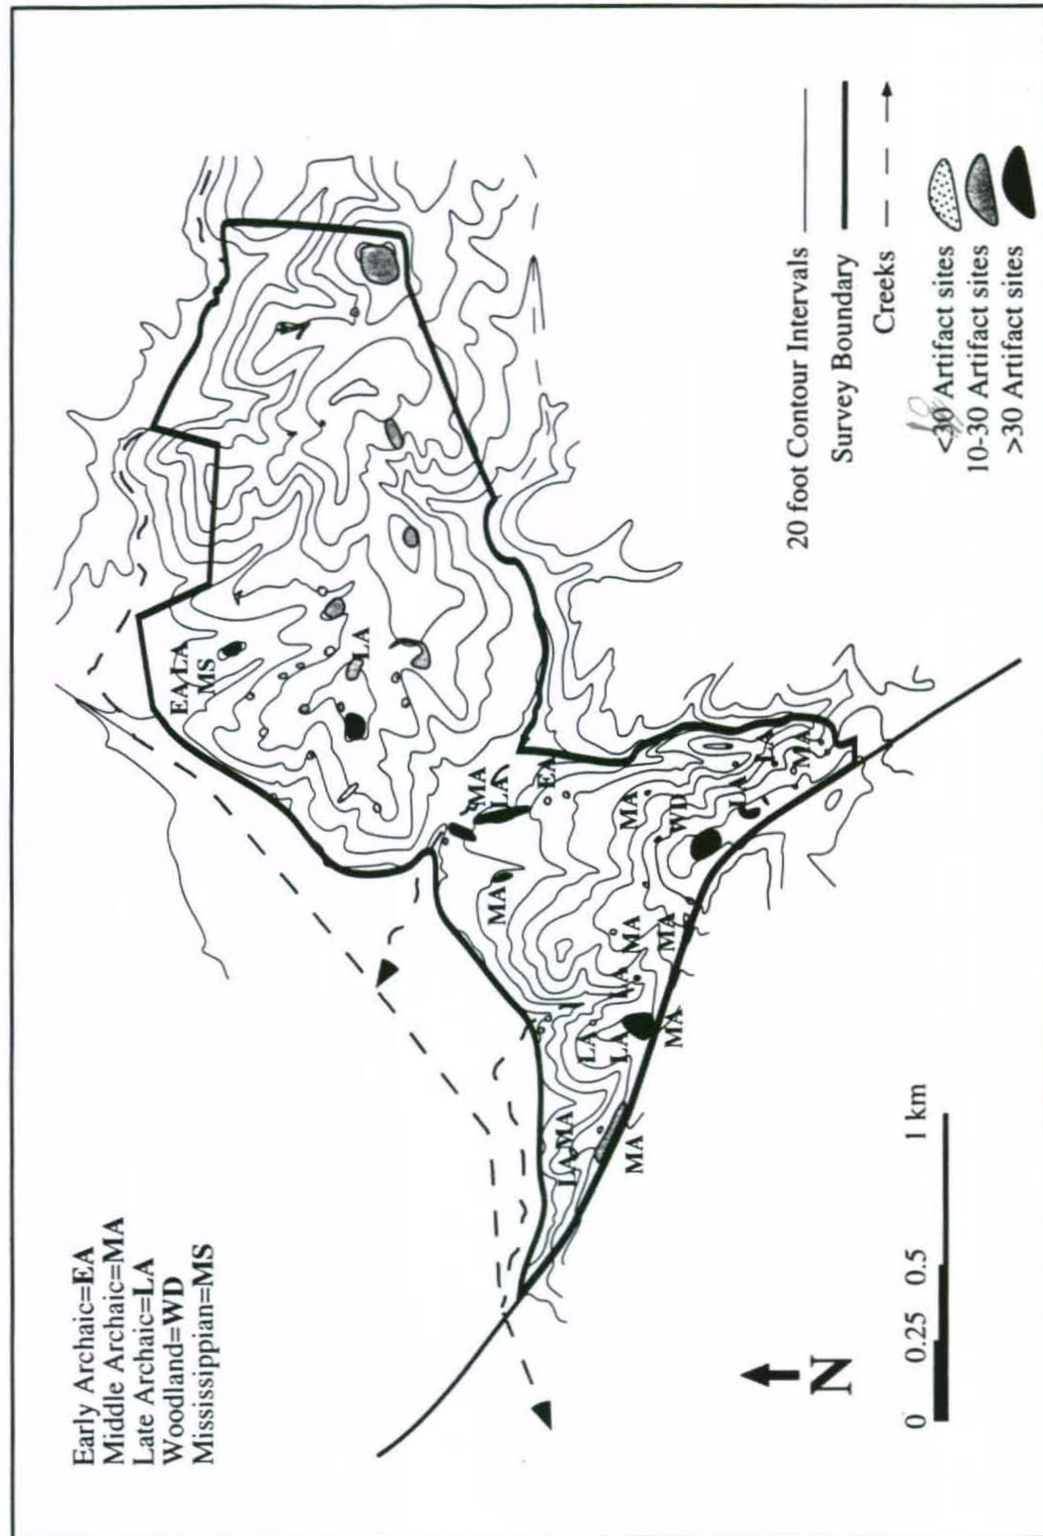 Early Archaic=EA
Middle Archaic=MA
Late Archaic=LA
Woodland=WD
Mississippian=MS
EA LA
MS
LA
MA
LA
MA
EA
LA MA
LA
LA
LA
MA
MA
MA
MA
WD
MA
LA
LA
MA
20 foot Contour Intervals
Survey Boundary
Creeks
10
<30 Artifact sites
10-30 Artifact sites
>30 Artifact sites
N
0 0.25 0.5 1 km